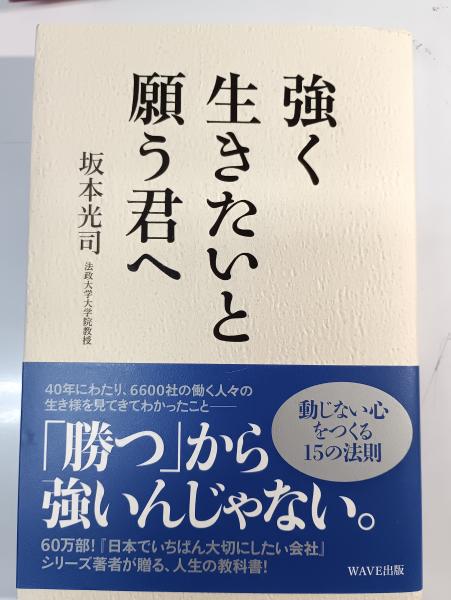 強く
生きたいと
願う君へ
坂本光司
法政大学大学院教授
40年にわたり、6600社の働く人々の
生き様を見てきてわかったこと――
「勝つ」から
強いんじゃない。
動じない心
をつくる
15の法則
60万部!『日本でいちばん大切にしたい会社』
シリーズ著者が贈る、人生の教科書!
WAVE出版